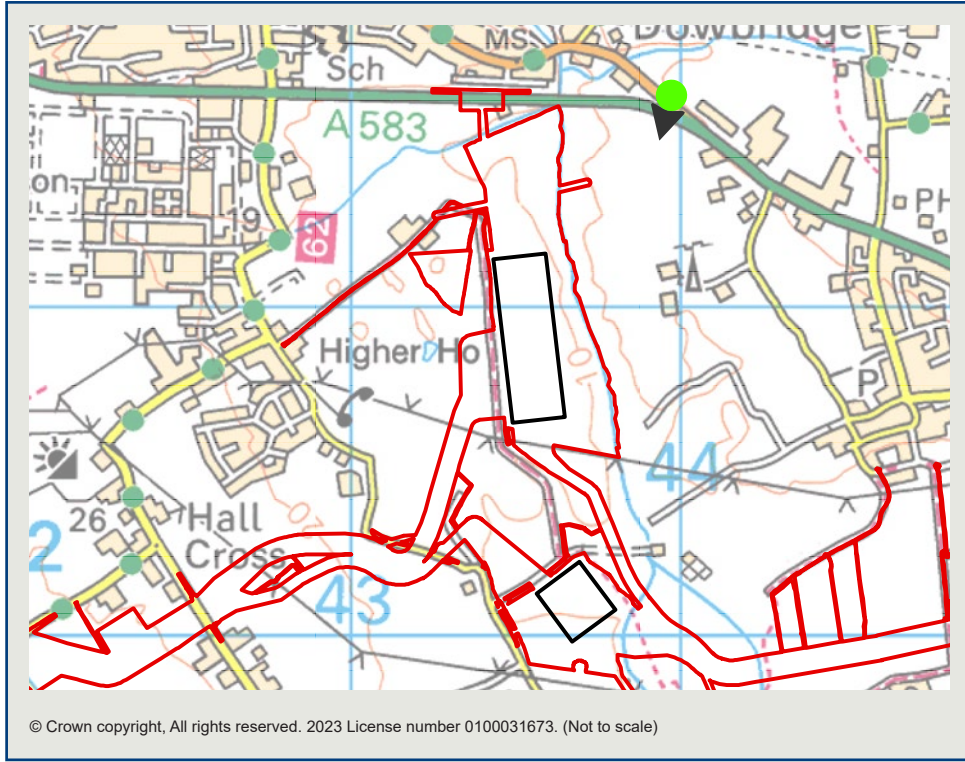 MS
Dowbridge
Sch
A 583
on
19
62
PH
Higher Ho
P
44
26
Hall
Cross
2
43
© Crown copyright, All rights reserved. 2023 License number 0100031673. (Not to scale)